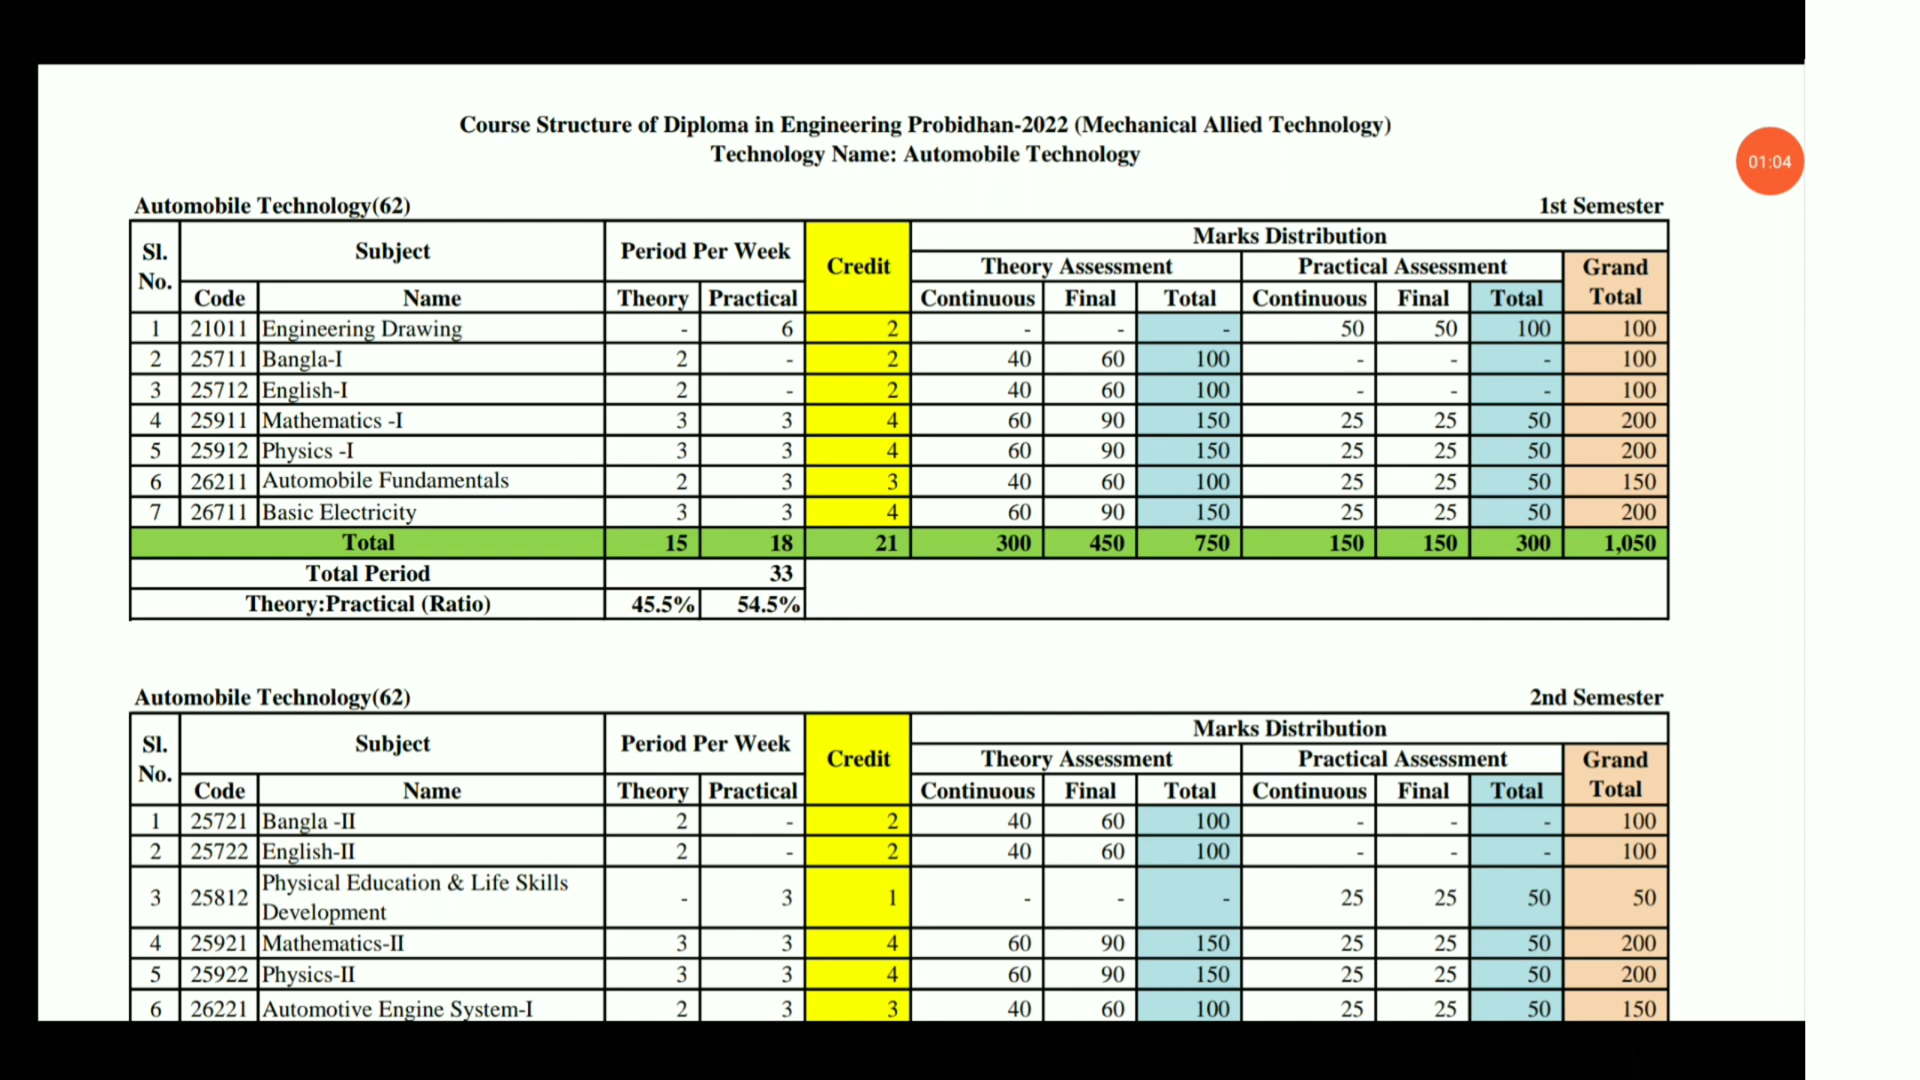 Course Structure of Diploma in Engineering Probidhan-2022 (Mechanical Allied Technology)
Technology Name: Automobile Technology
01:04
Automobile Technology(62) 1st Semester
Sl. No. Subject Period Per Week Credit Marks Distribution
Theory Assessment Practical Assessment Grand Total
Code Name Theory Practical Continuous Final Total Continuous Final Total
1 21011 Engineering Drawing - 6 2 - - - 50 50 100 100
2 25711 Bangla-I 2 - 2 40 60 100 - - - 100
3 25712 English-I 2 - 2 40 60 100 - - - 100
4 25911 Mathematics -I 3 3 4 60 90 150 25 25 50 200
5 25912 Physics -I 3 3 4 60 90 150 25 25 50 200
6 26211 Automobile Fundamentals 2 3 3 40 60 100 25 25 50 150
7 26711 Basic Electricity 3 3 4 60 90 150 25 25 50 200
Total 15 18 21 300 450 750 150 150 300 1,050
Total Period 33
Theory:Practical (Ratio) 45.5% 54.5%
Automobile Technology(62) 2nd Semester
Sl. No. Subject Period Per Week Credit Marks Distribution
Theory Assessment Practical Assessment Grand Total
Code Name Theory Practical Continuous Final Total Continuous Final Total
1 25721 Bangla -II 2 - 2 40 60 100 - - - 100
2 25722 English-II 2 - 2 40 60 100 - - - 100
3 25812 Physical Education & Life Skills Development - 3 1 - - - 25 25 50 50
4 25921 Mathematics-II 3 3 4 60 90 150 25 25 50 200
5 25922 Physics-II 3 3 4 60 90 150 25 25 50 200
6 26221 Automotive Engine System-I 2 3 3 40 60 100 25 25 50 150